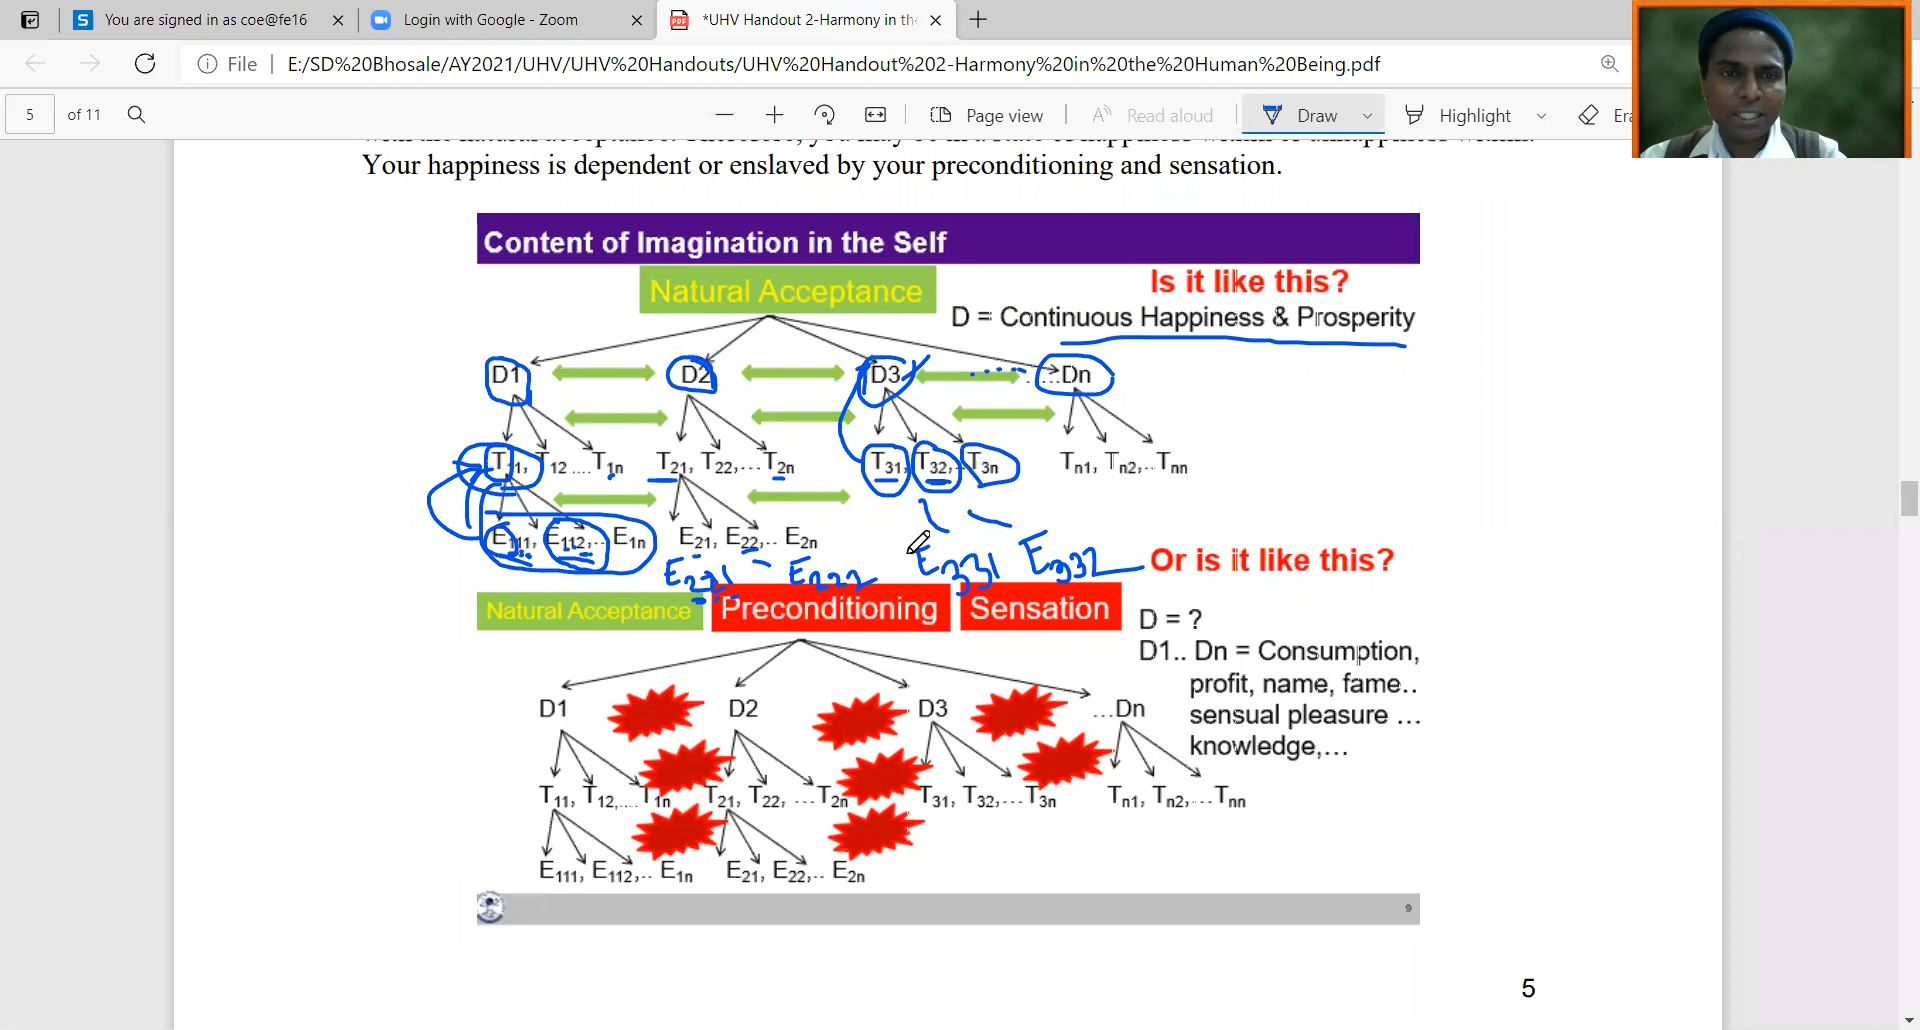 You are signed in as coe@fe16
Login with Google - Zoom
*UHV Handout 2-Harmony in the
File
E:/SD%20Bhosale/AY2021/UHV/UHV%20Handouts/UHV%20Handout%202-Harmony%20in%20the%20Human%20Being.pdf
5 of 11
Page view
Read aloud
Draw
Highlight
Your happiness is dependent or enslaved by your preconditioning and sensation.
Content of Imagination in the Self
Natural Acceptance
Is it like this?
D = Continuous Happiness & Prosperity
D1 D2 D3 ......Dn
T11, T12 .... T1n T21, T22,... T2n T31, T32,.. T3n Tn1, Tn2,.. Tnn
E111, E112,.. E1n E21, E22,.. E2n
E221 E222 E331 E332
Or is it like this?
Natural Acceptance Preconditioning Sensation
D = ?
D1.. Dn = Consumption,
profit, name, fame..
sensual pleasure ...
knowledge,...
D1 D2 D3 ...Dn
T11, T12,.... T1n T21, T22, ...T2n T31, T32,... T3n Tn1, Tn2,...Tnn
E111, E112,.. E1n E21, E22,.. E2n
9
5